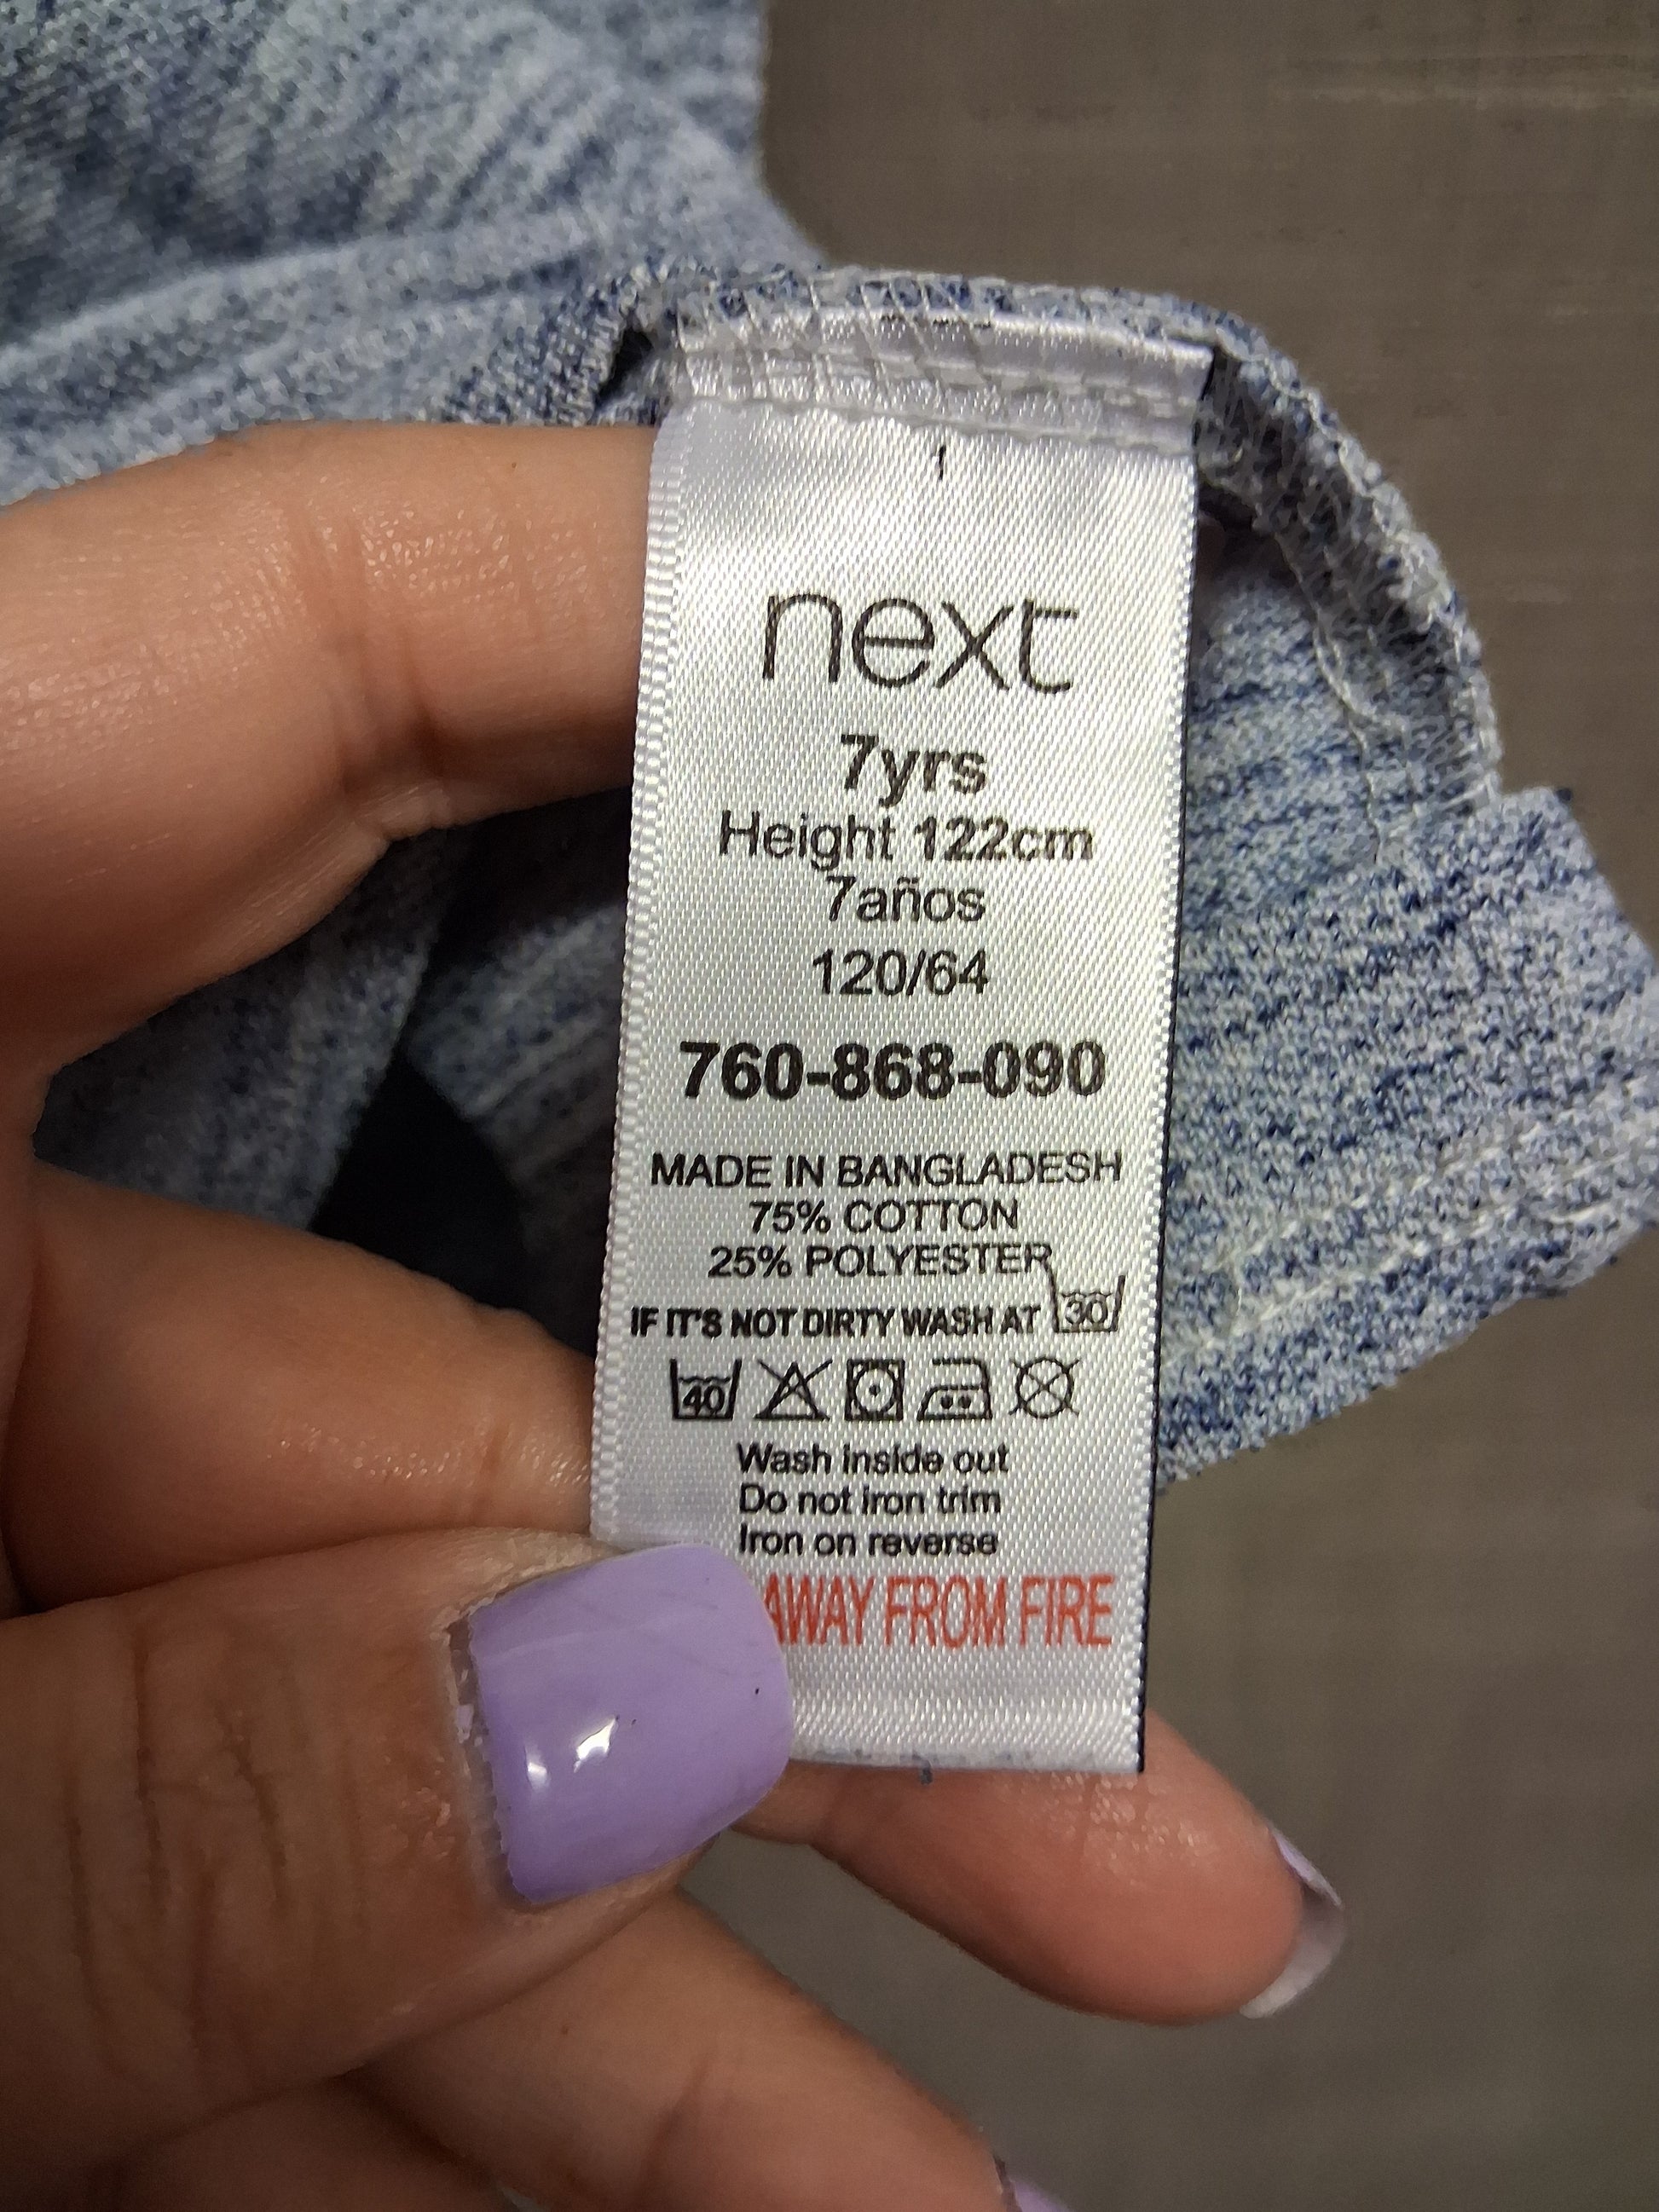 next
7yrs
Height 122cm
7años
120/64
760-868-090
MADE IN BANGLADESH
75% COTTON
25% POLYESTER
IF IT'S NOT DIRTY WASH AT 30
40
Wash inside out
Do not iron trim
Iron on reverse
AWAY FROM FIRE